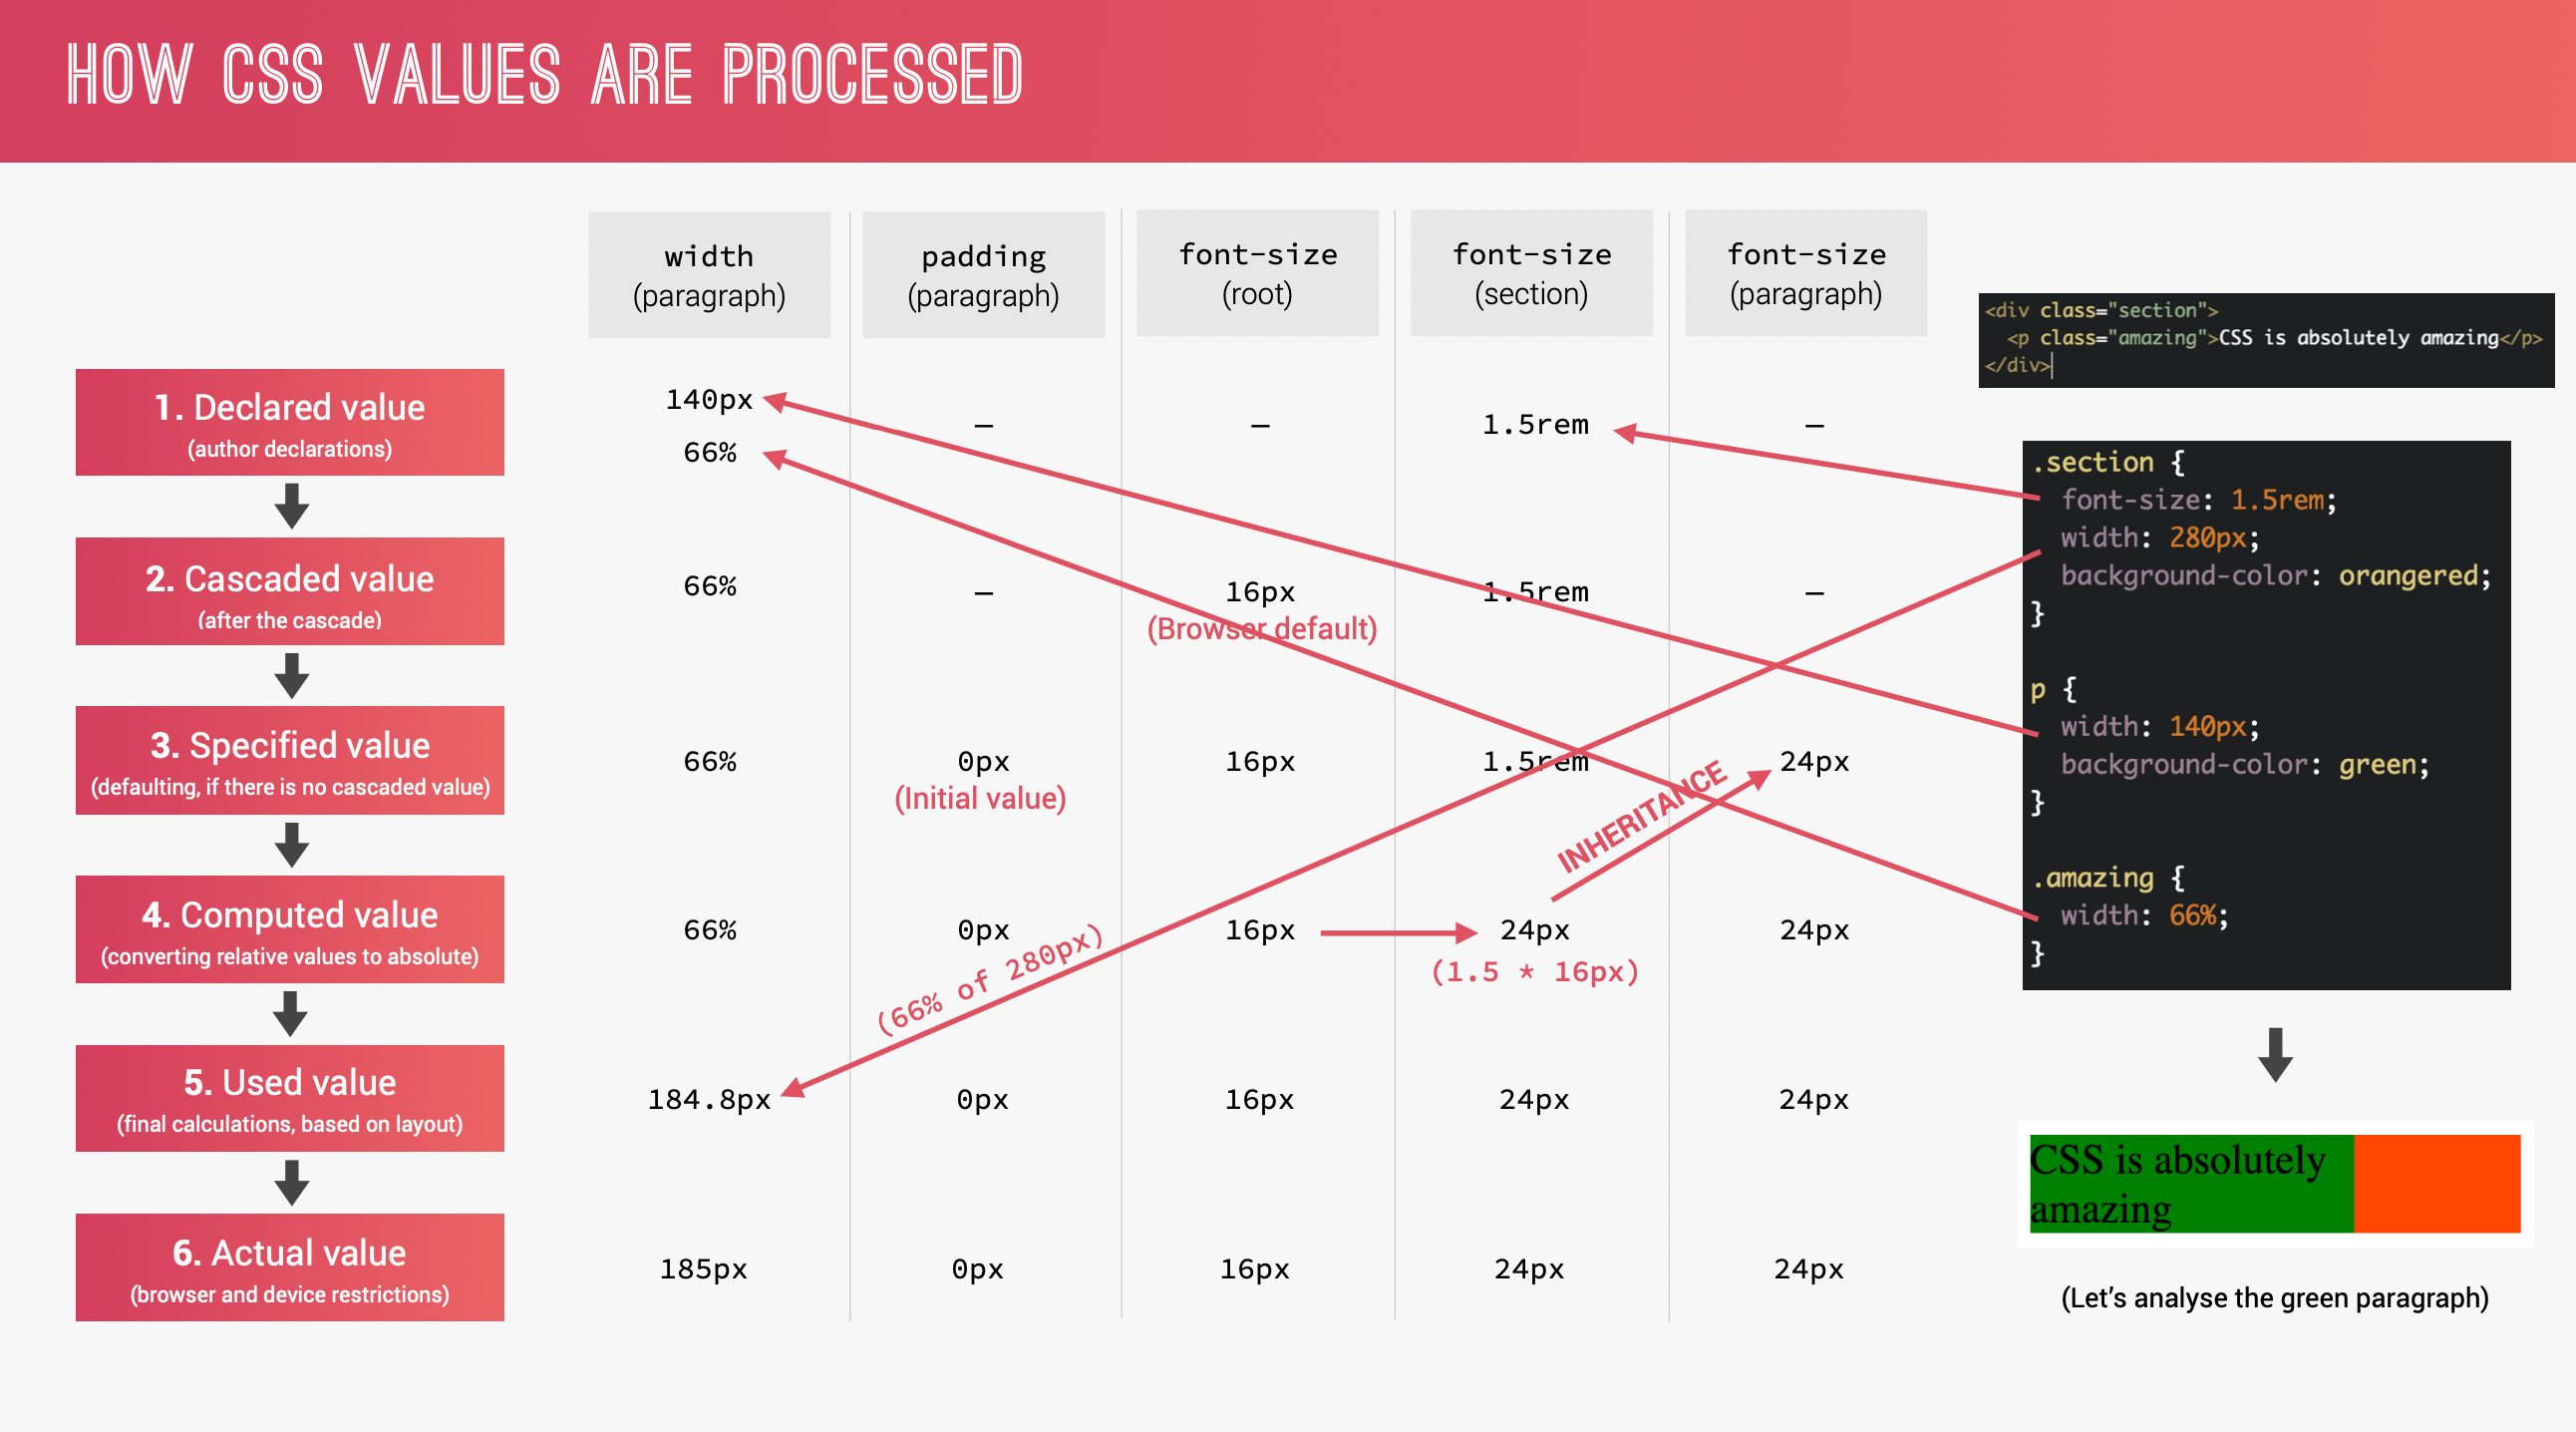 HOW CSS VALUES ARE PROCESSED
width
(paragraph)
padding
(paragraph)
font-size
(root)
font-size
(section)
font-size
(paragraph)
1. Declared value
(author declarations)
140px
66%
–
–
1.5rem
–
2. Cascaded value
(after the cascade)
66%
–
16px
(Browser default)
1.5rem
–
3. Specified value
(defaulting, if there is no cascaded value)
66%
0px
(Initial value)
16px
1.5rem
24px
INHERITANCE
4. Computed value
(converting relative values to absolute)
66%
0px
16px
24px
(1.5 * 16px)
24px
(66% of 280px)
5. Used value
(final calculations, based on layout)
184.8px
0px
16px
24px
24px
6. Actual value
(browser and device restrictions)
185px
0px
16px
24px
24px
<div class="section">
<p class="amazing">CSS is absolutely amazing</p>
</div>
.section {
font-size: 1.5rem;
width: 280px;
background-color: orangered;
}
p {
width: 140px;
background-color: green;
}
.amazing {
width: 66%;
}
CSS is absolutely
amazing
(Let’s analyse the green paragraph)